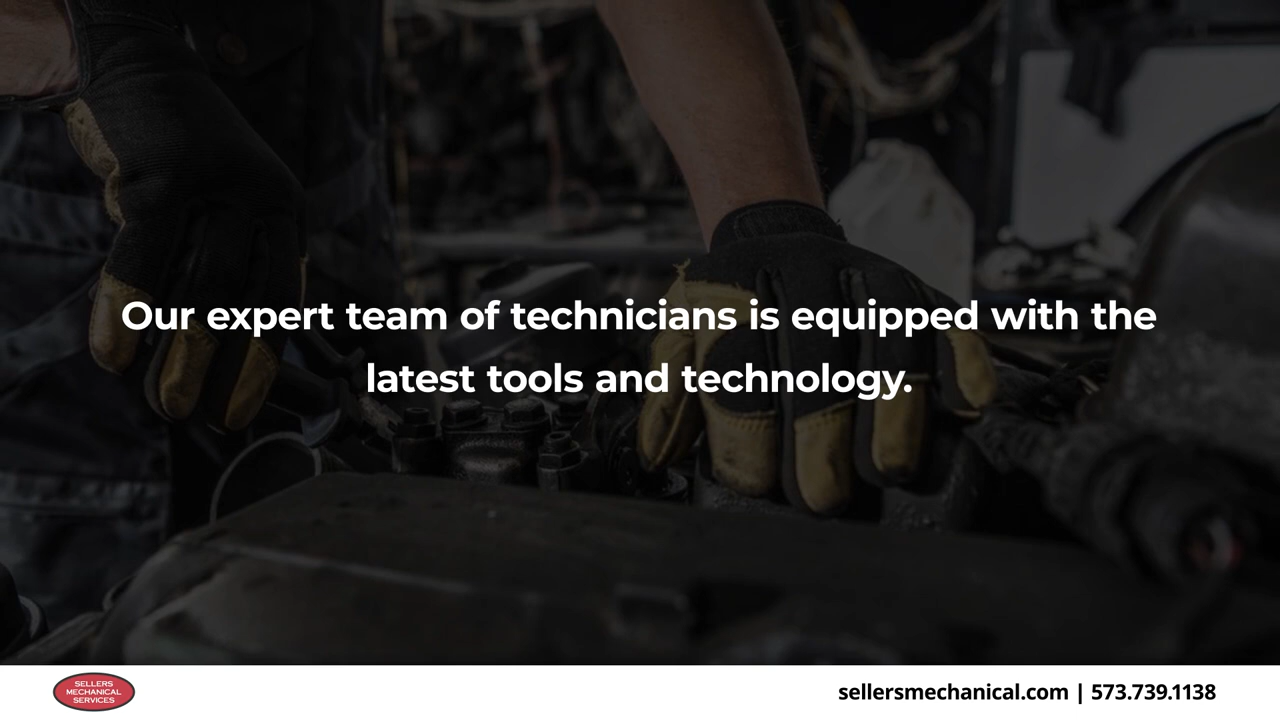 Our expert team of technicians is equipped with the
latest tools and technology.
SELLERS
MECHANICAL
SERVICES
sellersmechanical.com | 573.739.1138